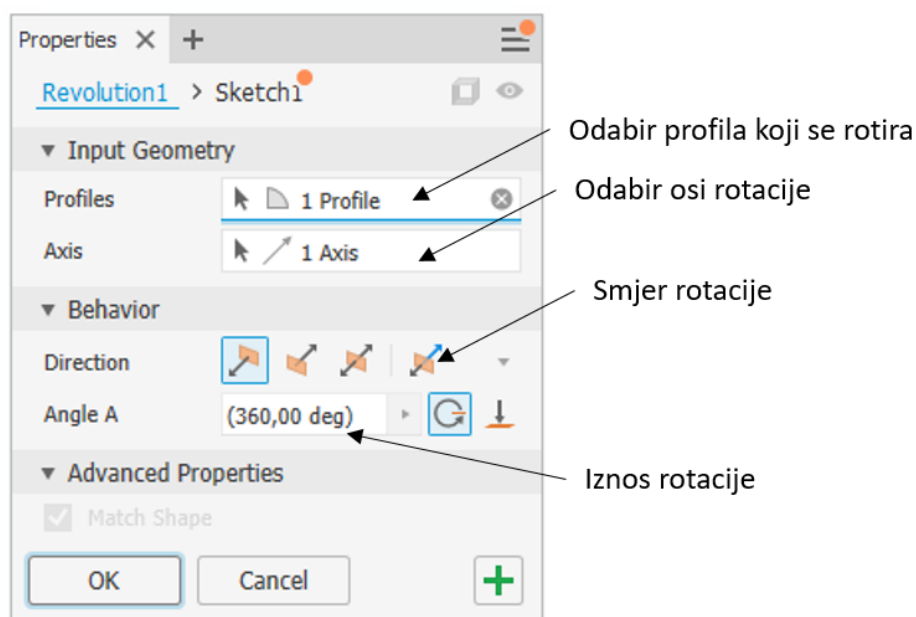 Properties
Revolution1 > Sketch1
Input Geometry
Odabir profila koji se rotira
Profiles 1 Profile
Odabir osi rotacije
Axis 1 Axis
Smjer rotacije
Behavior
Direction
Angle A (360,00 deg)
Iznos rotacije
Advanced Properties
Match Shape
OK Cancel